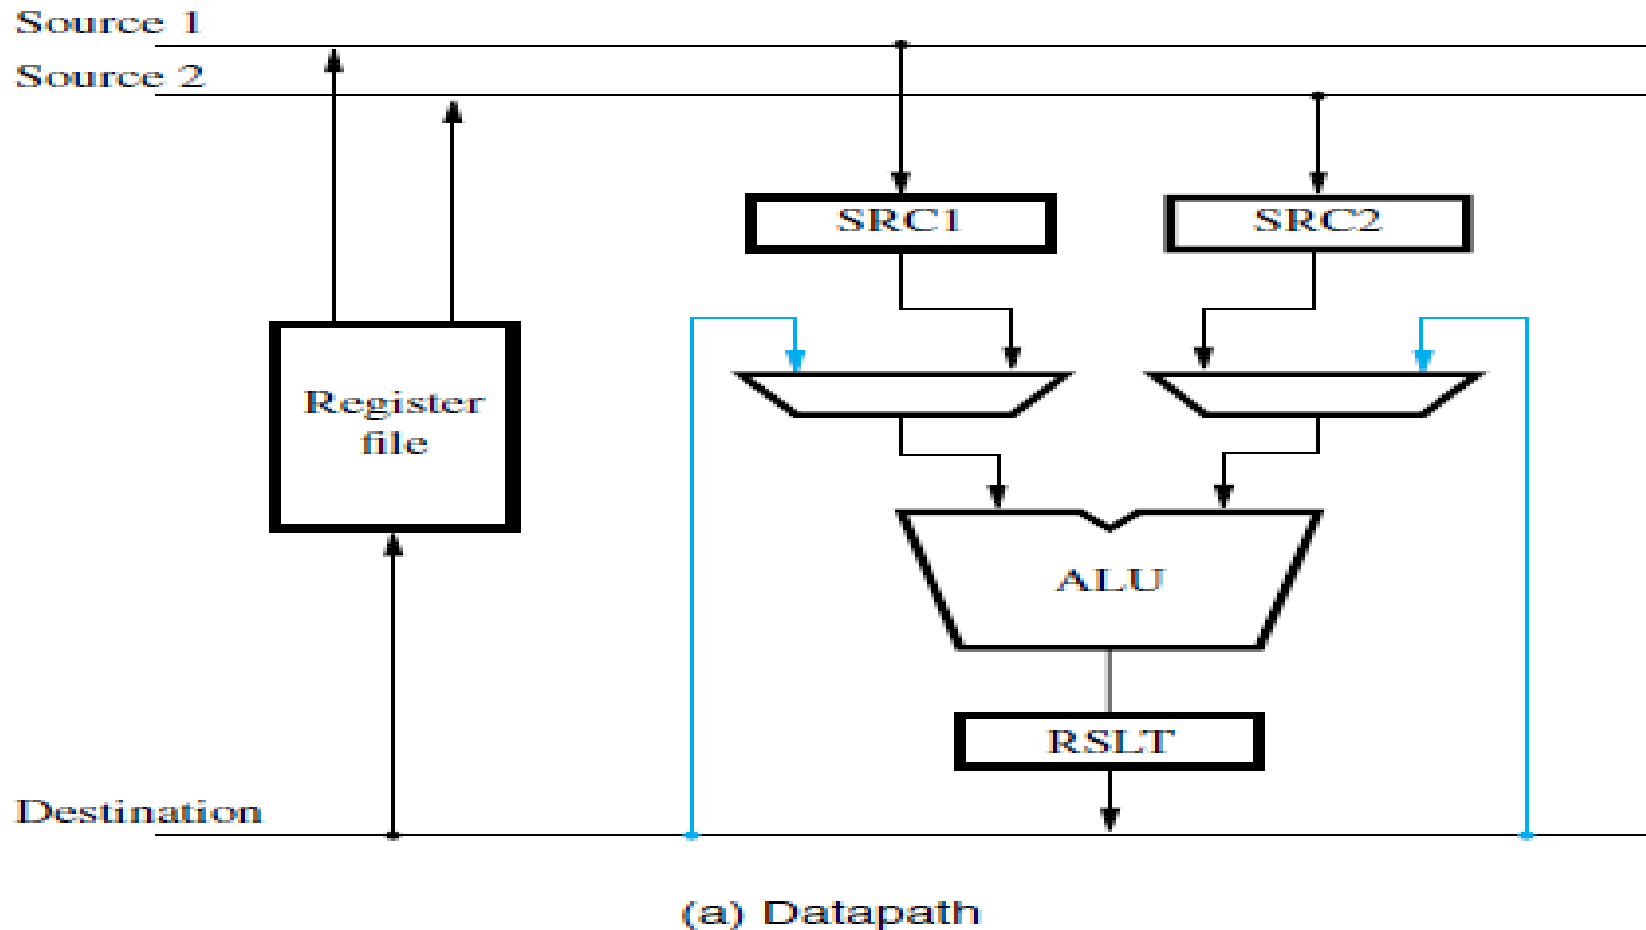 Source 1
Source 2
SRC1
SRC2
Register
file
ALU
RSLT
Destination
(a) Datapath